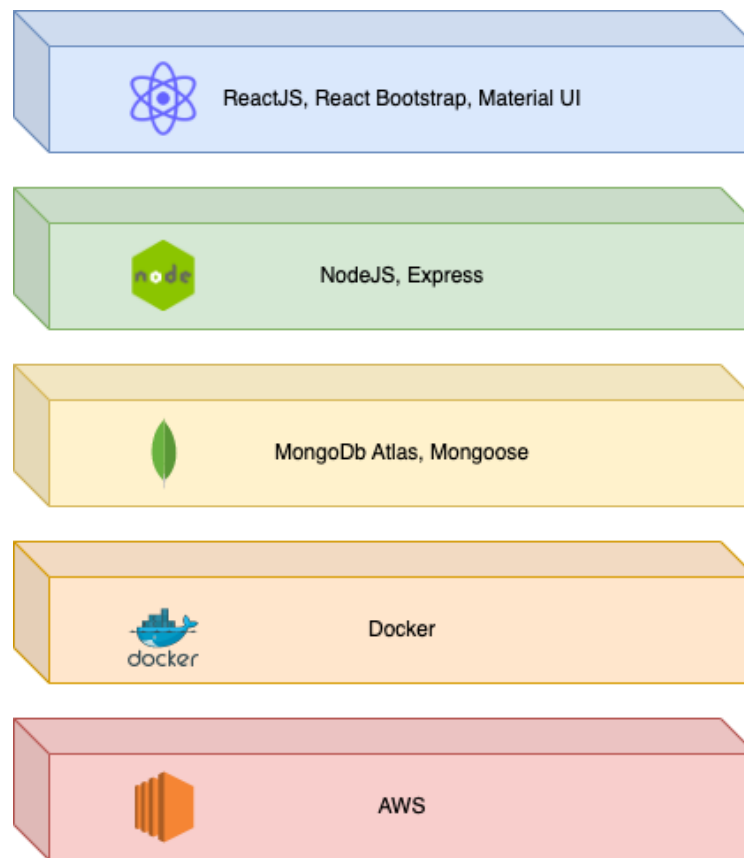 ReactJS, React Bootstrap, Material UI
node
NodeJS, Express
MongoDb Atlas, Mongoose
docker
Docker
AWS